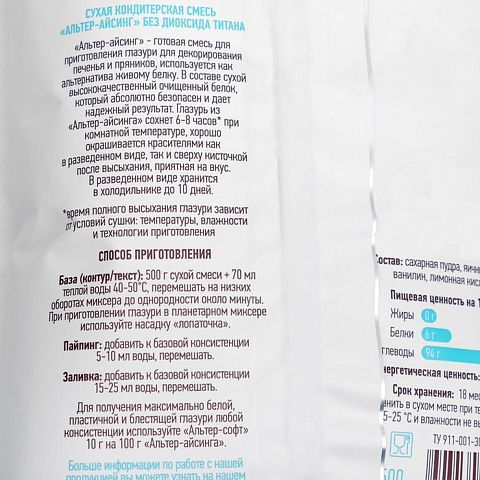 СУХАЯ КОНДИТЕРСКАЯ СМЕСЬ
«АЛЬТЕР-АЙСИНГ» БЕЗ ДИОКСИДА ТИТАНА
«Альтер-айсинг» - готовая смесь для
приготовления глазури для декорирования
печенья и пряников, используется как
альтернатива живому белку. В составе сухой
высококачественный очищенный белок,
который абсолютно безопасен и дает
надежный результат. Глазурь из
«Альтер-айсинга» сохнет 6-8 часов* при
комнатной температуре, хорошо
окрашивается красителями как
в разведенном виде, так и сверху кисточкой
после высыхания, приятная на вкус.
В разведенном виде хранится
в холодильнике до 10 дней.
*время полного высыхания глазури зависит
от условий сушки: температуры, влажности
и технологии приготовления
СПОСОБ ПРИГОТОВЛЕНИЯ
База (контур/текст): 500 г сухой смеси + 70 мл
теплой воды 40-50°С, перемешать на низких
оборотах миксера до однородности около минуты.
При приготовлении глазури в планетарном миксере
используйте насадку «лопаточка».
Пайпинг: добавить к базовой консистенции
5-10 мл воды, перемешать.
Заливка: добавить к базовой консистенции
15-25 мл воды, перемешать.
Для получения максимально белой,
пластичной и блестящей глазури любой
консистенции используйте «Альтер-софт»
10 г на 100 г «Альтер-айсинга».
Больше информации по работе с нашей
продукцией вы можете узнать в нашем
Состав: сахарная пудра,
ванилин, лимонная
Пищевая ценность на
Жиры 0 г
Белки 6 г
94 г
ценность:
Срок хранения: 18
в сухом месте при
5-25 °С и влажности не
ТУ 911-001-
500